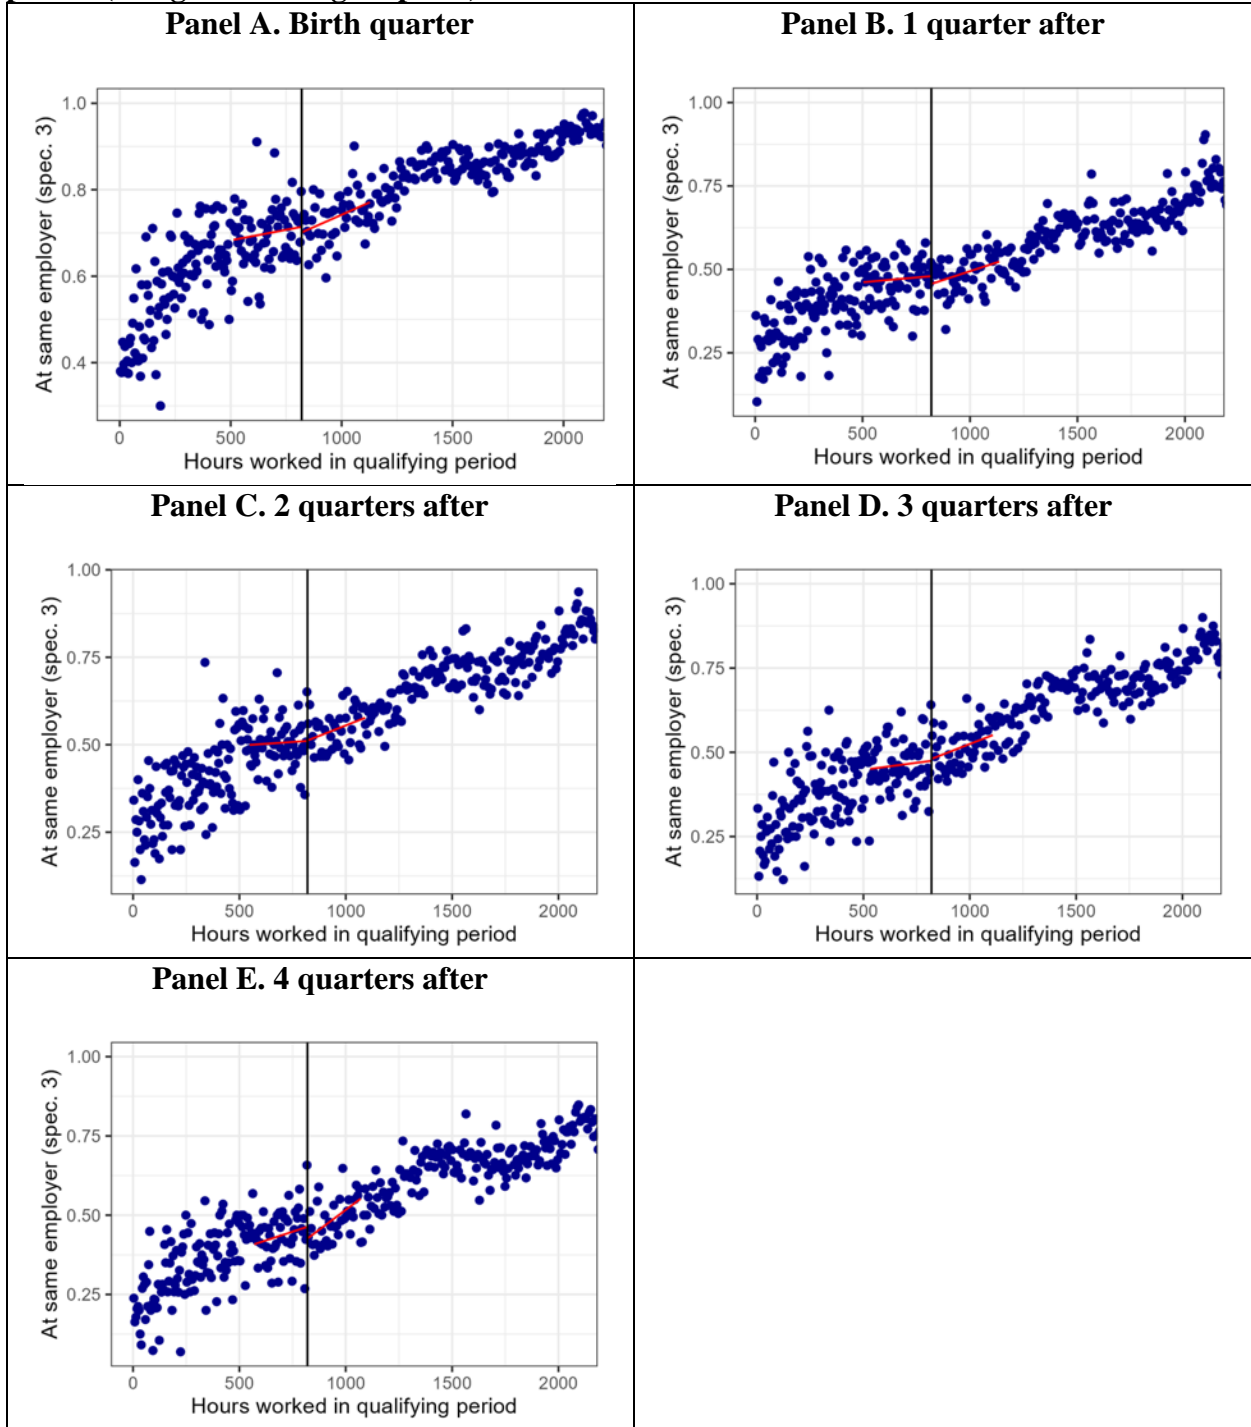 Panel A. Birth quarter
At same employer (spec. 3)
1.0
0.8
0.6
0.4
0 500 1000 1500 2000
Hours worked in qualifying period
Panel B. 1 quarter after
At same employer (spec. 3)
1.00
0.75
0.50
0.25
0 500 1000 1500 2000
Hours worked in qualifying period
Panel C. 2 quarters after
At same employer (spec. 3)
1.00
0.75
0.50
0.25
0 500 1000 1500 2000
Hours worked in qualifying period
Panel D. 3 quarters after
At same employer (spec. 3)
1.00
0.75
0.50
0.25
0 500 1000 1500 2000
Hours worked in qualifying period
Panel E. 4 quarters after
At same employer (spec. 3)
1.00
0.75
0.50
0.25
0 500 1000 1500 2000
Hours worked in qualifying period